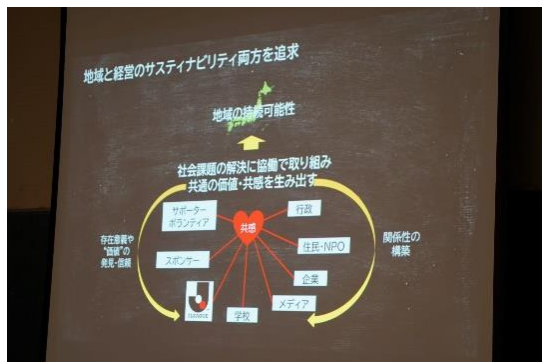 地域と経営のサスティナビリティ両方を追求
地域の持続可能性
社会課題の解決に協働で取り組み
共通の価値・共感を生み出す
サポーター
ボランティア
行政
共感
存在意義や
“価値”の
発見・信頼
スポンサー
住民・NPO
関係性の
構築
企業
学校
メディア